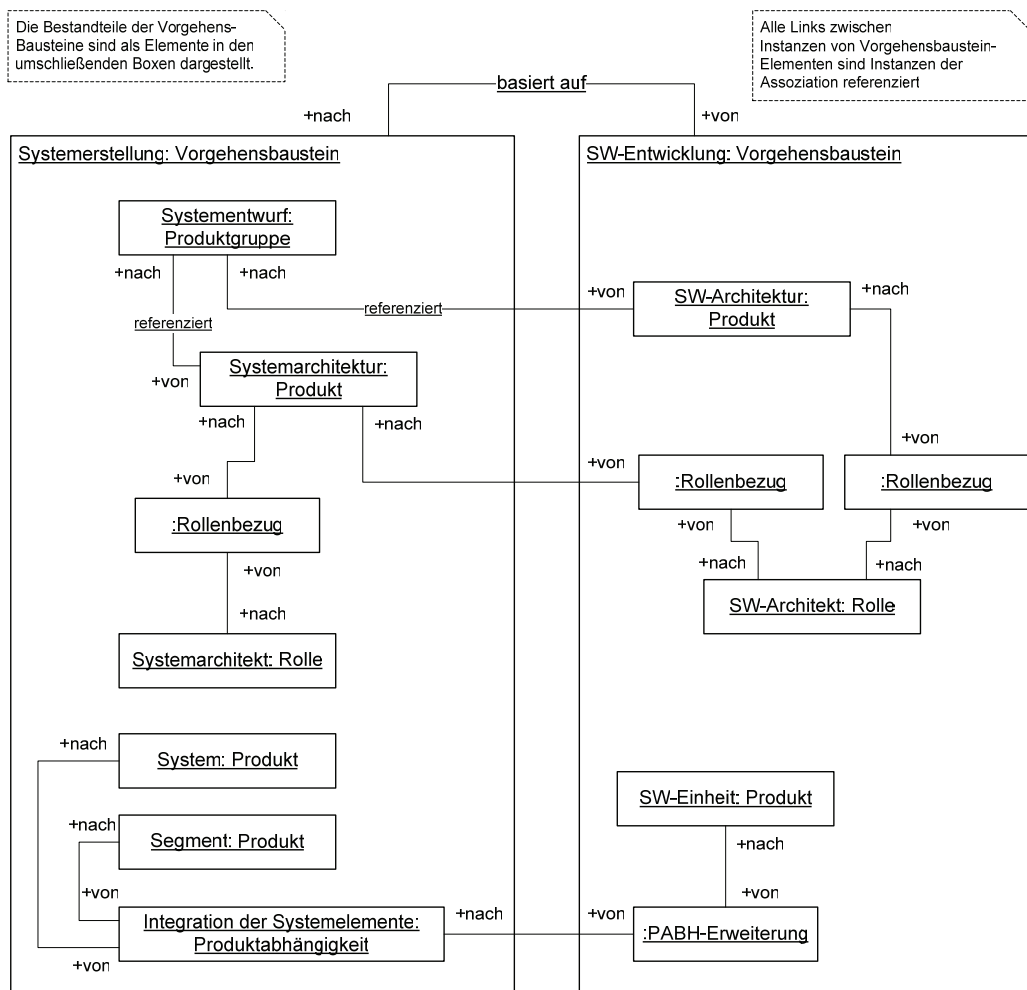 Die Bestandteile der Vorgehens-
Bausteine sind als Elemente in den
umschließenden Boxen dargestellt.
Alle Links zwischen
Instanzen von Vorgehensbaustein-
Elementen sind Instanzen der
Assoziation referenziert
basiert auf
+nach
+von
Systemerstellung: Vorgehensbaustein
SW-Entwicklung: Vorgehensbaustein
Systementwurf:
Produktgruppe
+nach
+nach
+von
SW-Architektur:
Produkt
+nach
referenziert
referenziert
+von
Systemarchitektur:
Produkt
+nach
+nach
+von
+von
+von
:Rollenbezug
:Rollenbezug
:Rollenbezug
+von
+von
+von
+nach
+nach
SW-Architekt: Rolle
+nach
Systemarchitekt: Rolle
+nach
System: Produkt
SW-Einheit: Produkt
+nach
Segment: Produkt
+nach
+von
+von
Integration der Systemelemente:
Produktabhängigkeit
+nach
+von
:PABH-Erweiterung
+von